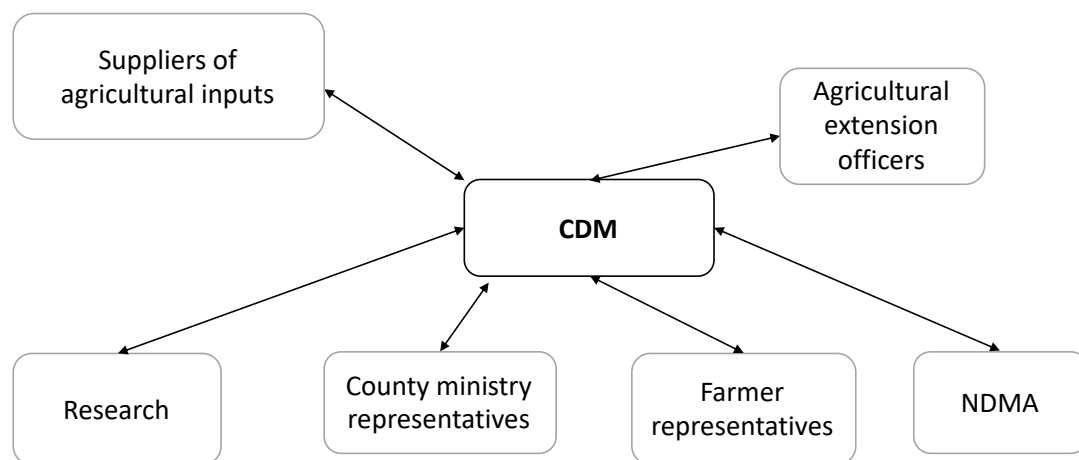 Suppliers of
agricultural inputs
Agricultural
extension
officers
CDM
Research
County ministry
representatives
Farmer
representatives
NDMA